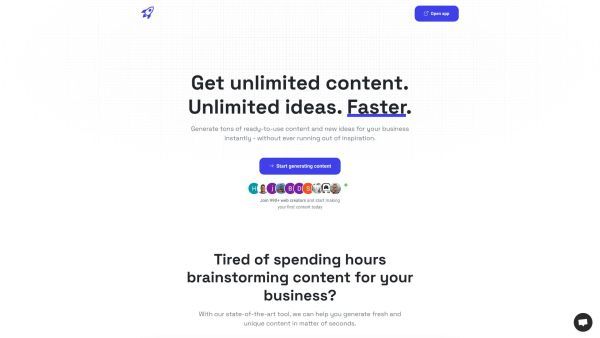 Open app
Get unlimited content.
Unlimited ideas. Faster.
Generate tons of ready-to-use content and new ideas for your business
instantly - without ever running out of inspiration.
Start generating content
H j B D S
Join 990+ web creators and start making
your first content today
Tired of spending hours
brainstorming content for your
business?
With our state-of-the-art tool, we can help you generate fresh and
unique content in matter of seconds.